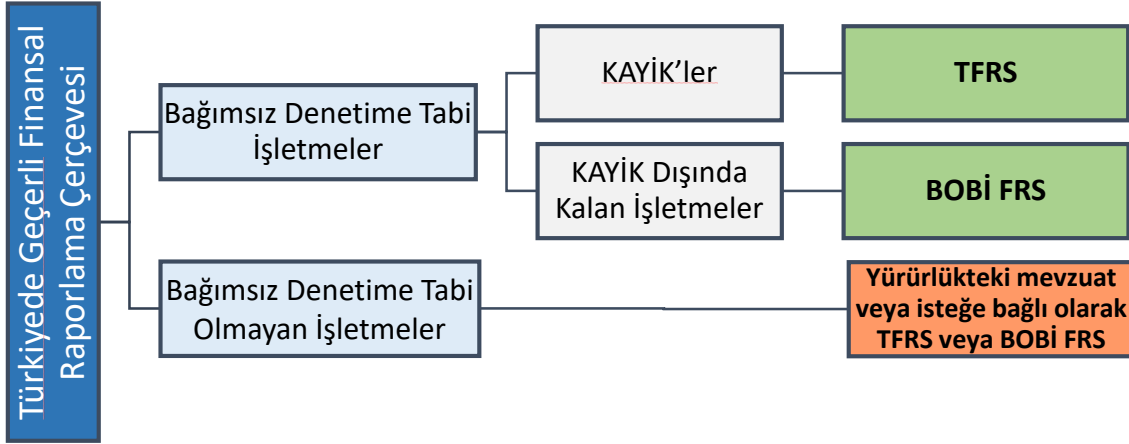 Türkiyede Geçerli Finansal
Raporlama Çerçevesi
Bağımsız Denetime Tabi
İşletmeler
KAYİK’ler
TFRS
KAYİK Dışında
Kalan İşletmeler
BOBİ FRS
Bağımsız Denetime Tabi
Olmayan İşletmeler
Yürürlükteki mevzuat
veya isteğe bağlı olarak
TFRS veya BOBİ FRS